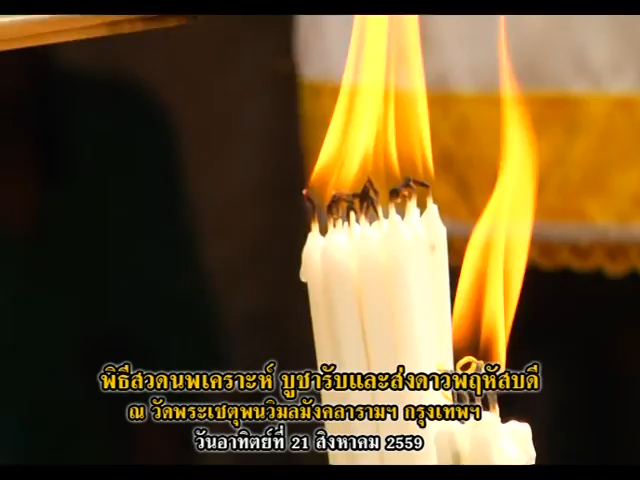 พิธีสวดนพเคราะห์ บูชารับและส่งดาวพฤหัสบดี
ณ วัดพระเชตุพนวิมลมังคลารามฯ กรุงเทพฯ
วันอาทิตย์ที่ 21 สิงหาคม 2559